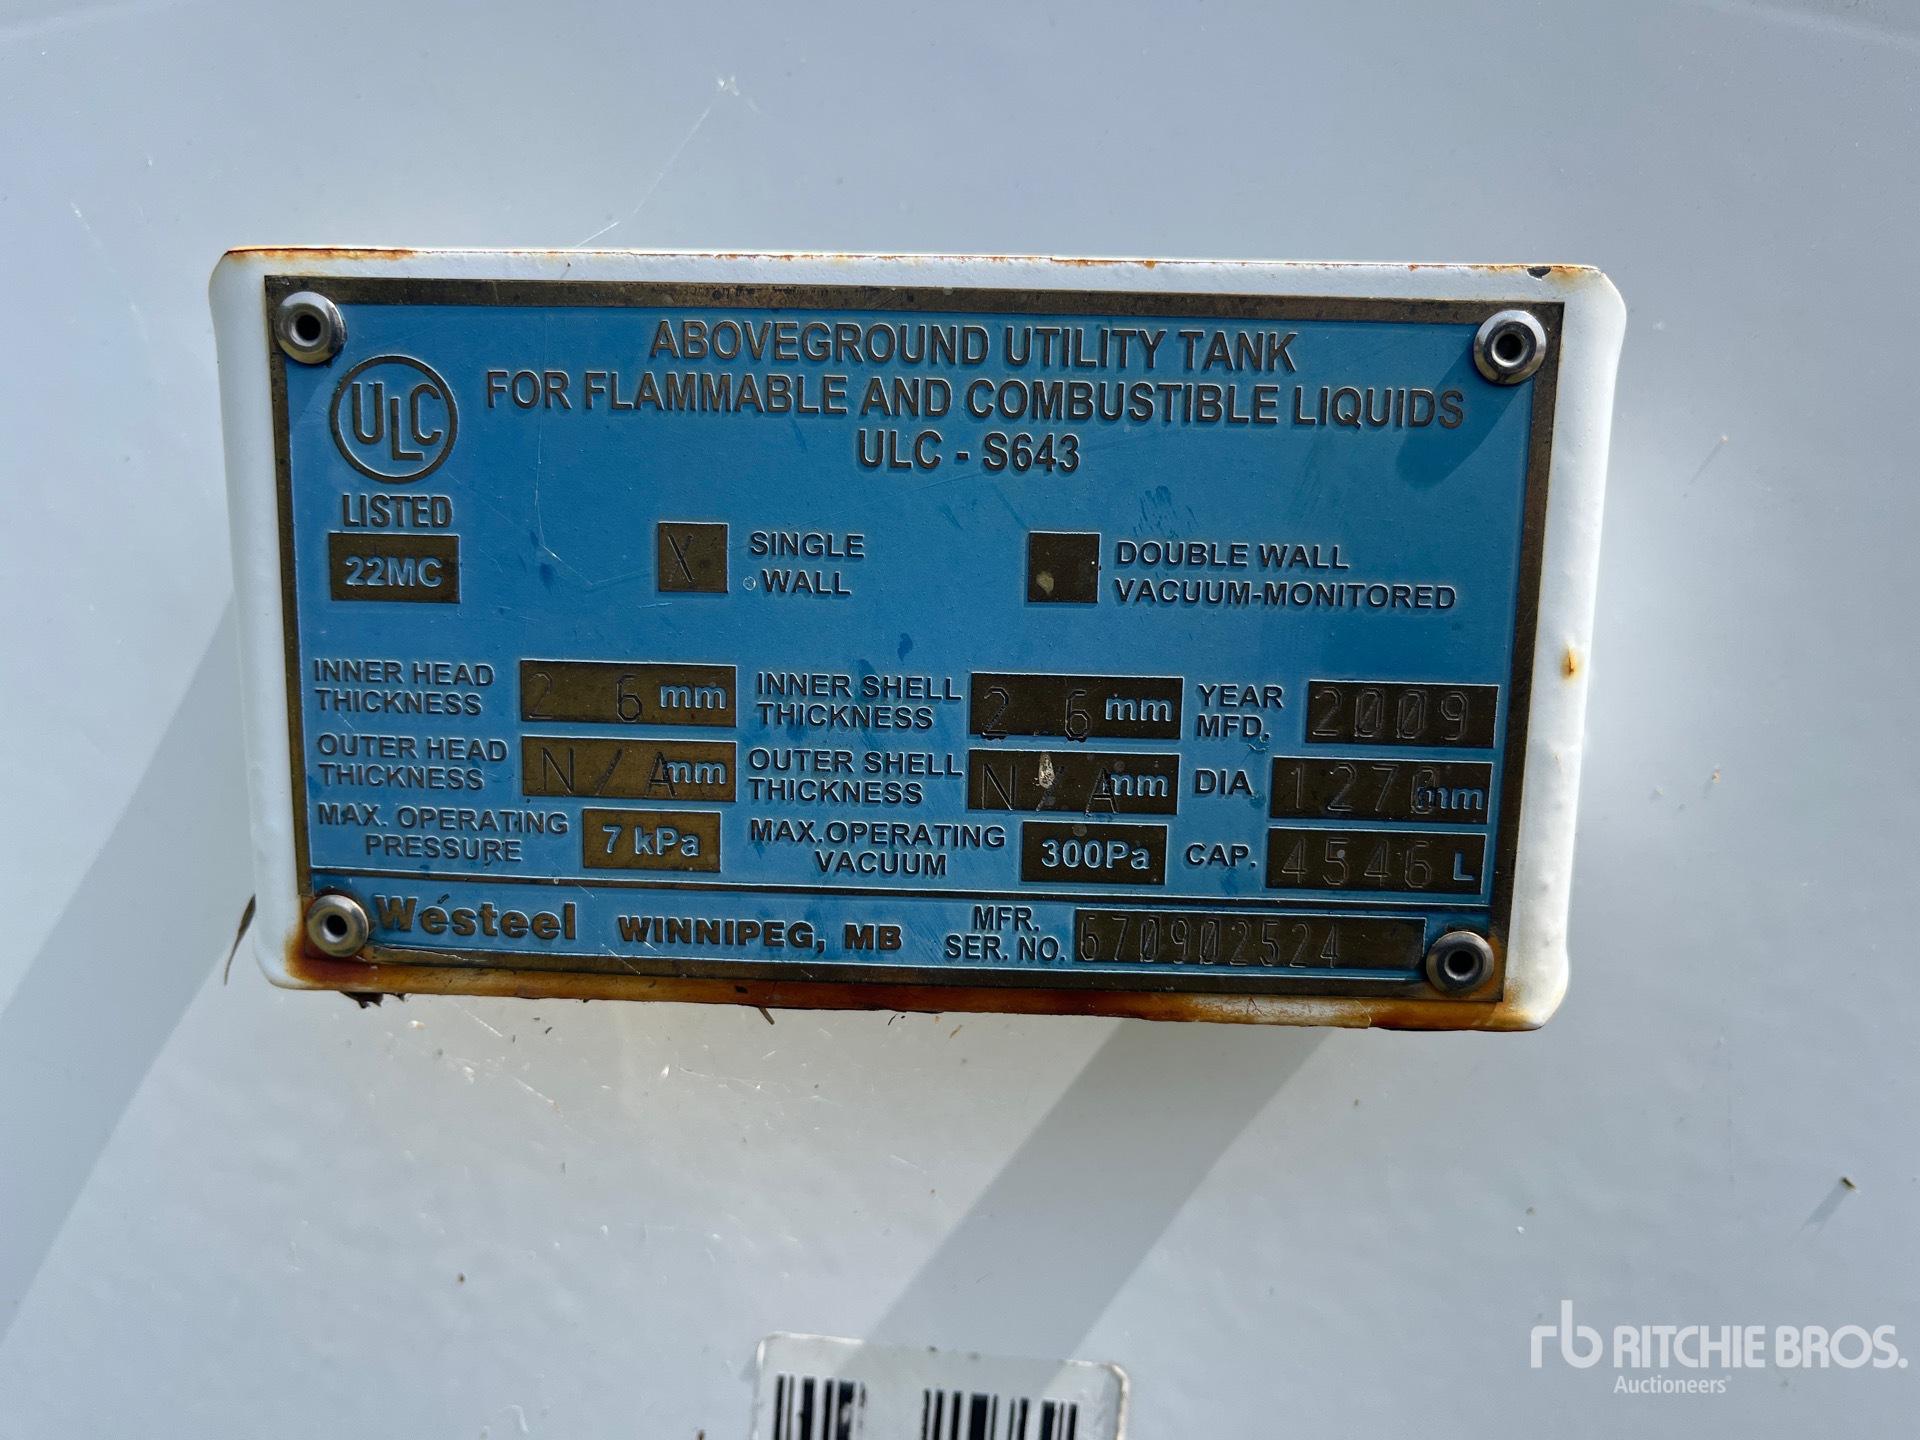 ABOVEGROUND UTILITY TANK
FOR FLAMMABLE AND COMBUSTIBLE LIQUIDS
ULC - S643
ULC
LISTED
22MC
X SINGLE
WALL
DOUBLE WALL
VACUUM-MONITORED
INNER HEAD
THICKNESS
2.6 mm
INNER SHELL
THICKNESS
2.6 mm
YEAR
MFD.
2009
OUTER HEAD
THICKNESS
N/A mm
OUTER SHELL
THICKNESS
N/A mm
DIA
1270 mm
MAX. OPERATING
PRESSURE
7 kPa
MAX. OPERATING
VACUUM
300Pa
CAP.
4546 L
Westeel WINNIPEG, MB
MFR.
SER. NO.
670902524
rb RITCHIE BROS.
Auctioneers